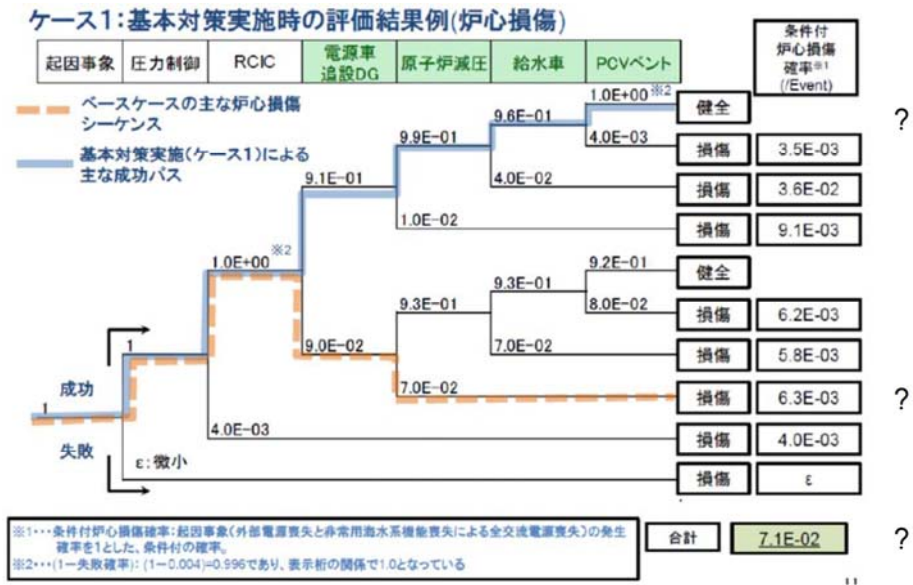 ケース1:基本対策実施時の評価結果例(炉心損傷)
起因事象 圧力制御 RCIC 電源車 追設DG 原子炉減圧 給水車 PCVベント
条件付
炉心損傷
確率※1
(/Event)
ベースケースの主な炉心損傷
シーケンス
基本対策実施(ケース1)による
主な成功パス
1.0E+00 ※2
健全
?
9.6E-01
4.0E-03
損傷 3.5E-03
9.9E-01
4.0E-02
損傷 3.6E-02
9.1E-01
1.0E-02
損傷 9.1E-03
1.0E+00 ※2
9.2E-01
健全
9.3E-01
8.0E-02
損傷 6.2E-03
9.3E-01
7.0E-02
損傷 5.8E-03
9.0E-02
7.0E-02
損傷 6.3E-03
?
1
成功
1
4.0E-03
損傷 4.0E-03
失敗
ε:微小
損傷 ε
※1・・・条件付炉心損傷確率:起因事象(外部電源喪失と非常用海水系機能喪失による全交流電源喪失)の発生
確率を1とした、条件付の確率。
※2・・・(1-失敗確率):(1-0.004)=0.996であり、表示桁の関係で1.0となっている
合計 7.1E-02
?
11